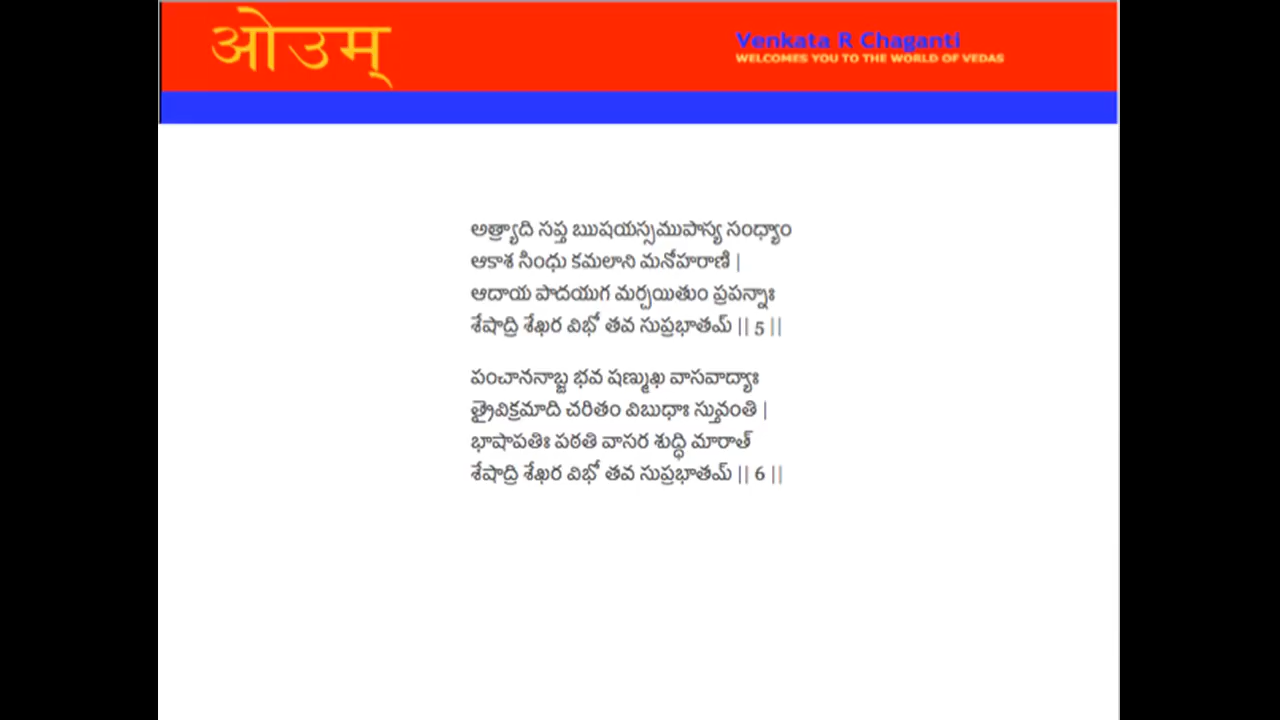 ओउम्
Venkata R Chaganti
WELCOMES YOU TO THE WORLD OF VEDAS
అత్ర్యాది సప్త ఋషయస్సముపాస్య సంధ్యాం
ఆకాశ సింధు కమలాని మనోహరాణి |
ఆదాయ పాదయుగ మర్చయితుం ప్రపన్నాః
శేషాద్రి శేఖర విభో తవ సుప్రభాతమ్ || 5 ||
పంచాననాబ్జ భవ షణ్ముఖ వాసవాద్యాః
త్రైవిక్రమాది చరితం విబుధాః స్తువంతి |
భాషాపతిః పఠతి వాసర శుద్ధి మారాత్
శేషాద్రి శేఖర విభో తవ సుప్రభాతమ్ || 6 ||